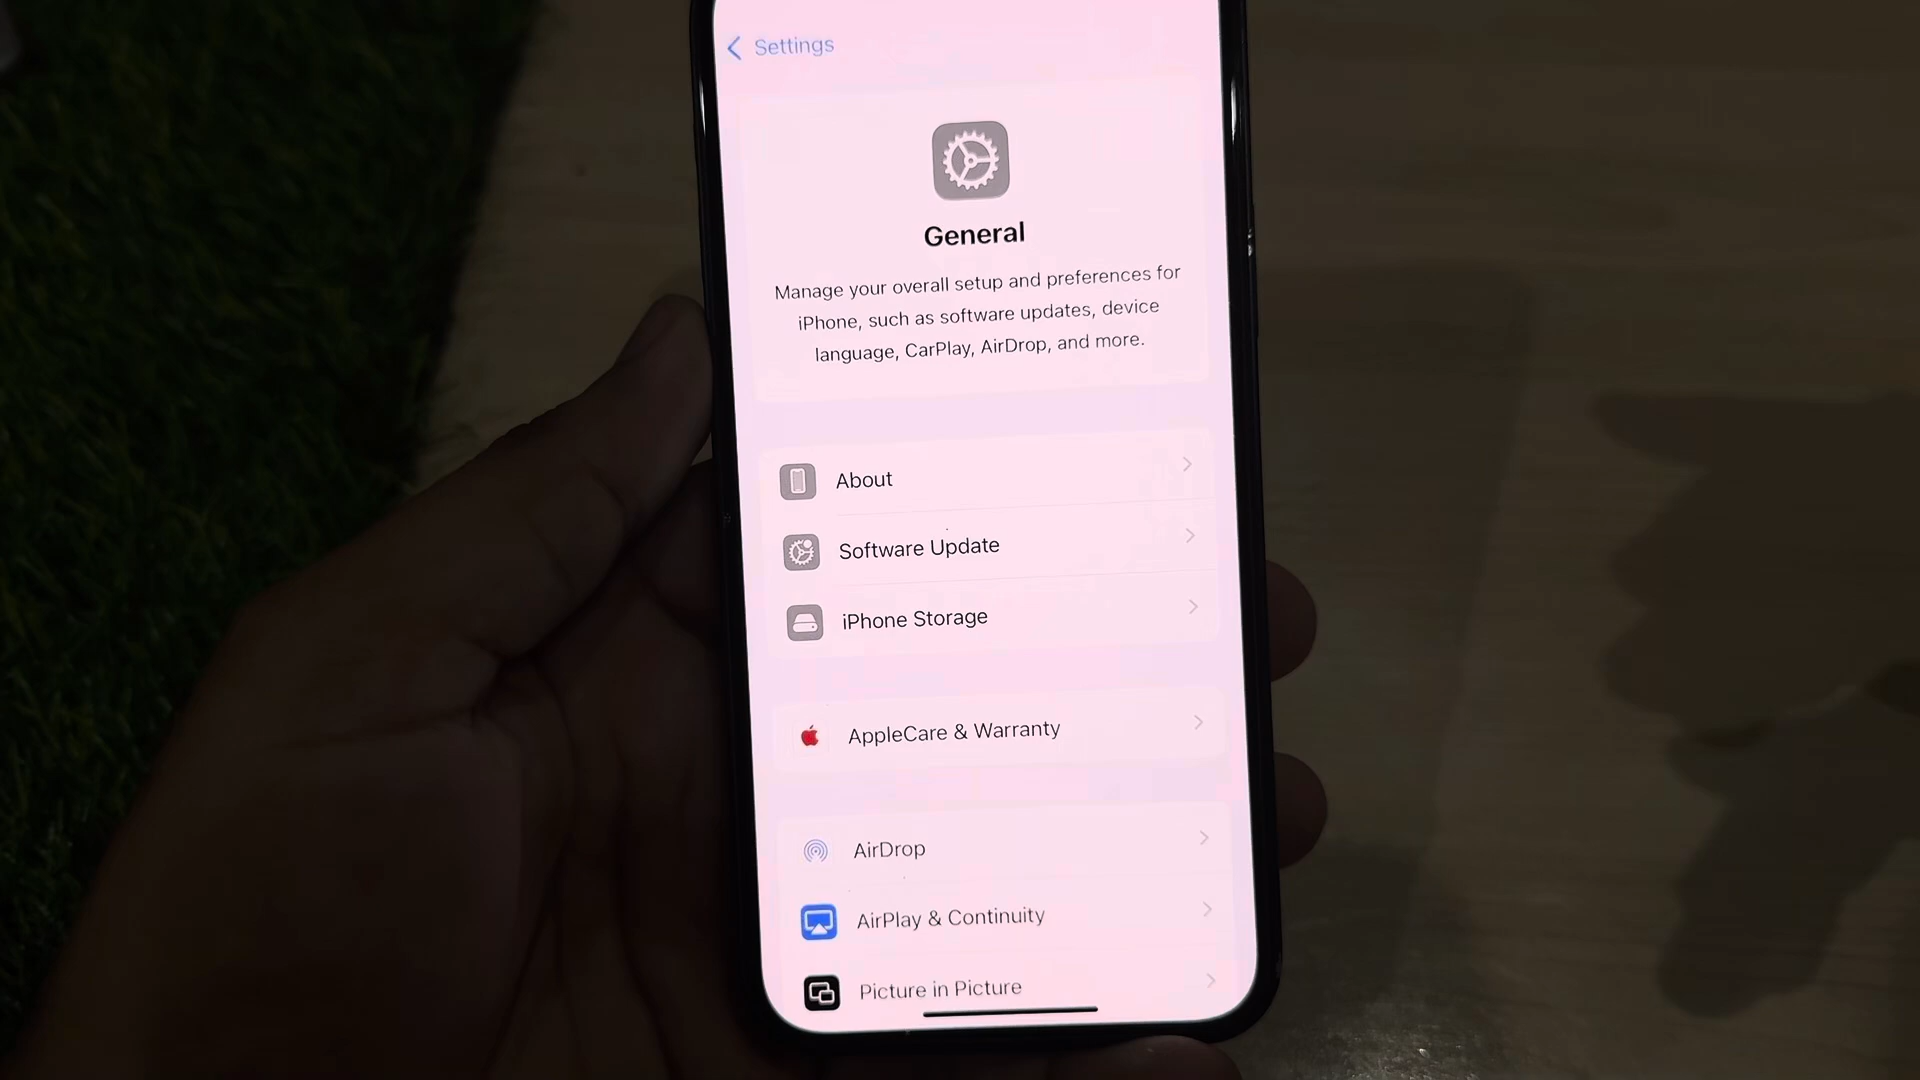 Settings
General
Manage your overall setup and preferences for
iPhone, such as software updates, device
language, CarPlay, AirDrop, and more.
About
Software Update
iPhone Storage
AppleCare & Warranty
AirDrop
AirPlay & Continuity
Picture in Picture